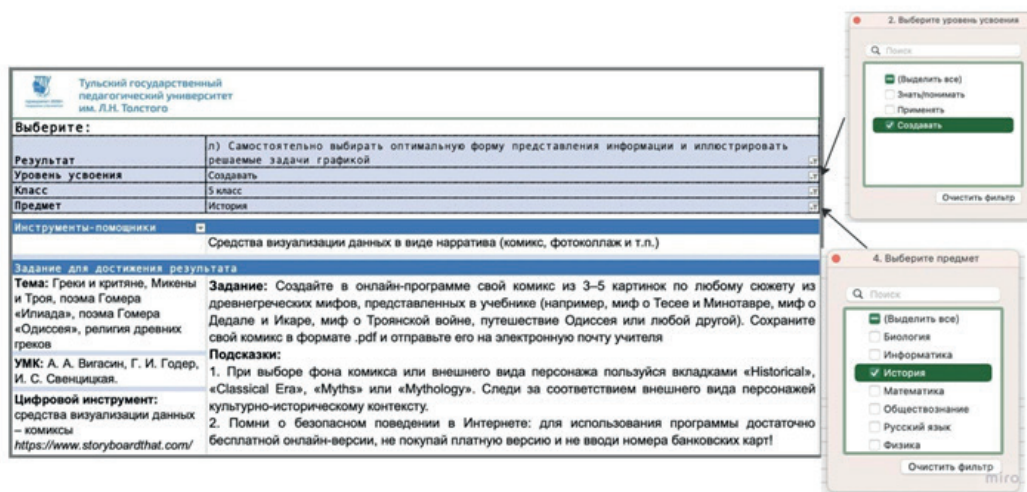 Тульский государственный
педагогический университет
им. Л.Н. Толстого
Выберите:
Результат
л) Самостоятельно выбирать оптимальную форму представления информации и иллюстрировать
решаемые задачи графикой
Уровень усвоения
Создавать
Класс
5 класс
Предмет
История
Инструменты-помощники
Средства визуализации данных в виде нарратива (комикс, фотоколлаж и т.п.)
Задание для достижения результата
Тема: Греки и критяне, Микены
и Троя, поэма Гомера
«Илиада», поэма Гомера
«Одиссея», религия древних
греков
УМК: А. А. Вигасин, Г. И. Годер,
И. С. Свенцицкая.
Цифровой инструмент:
средства визуализации данных
– комиксы
https://www.storyboardthat.com/
Задание: Создайте в онлайн-программе свой комикс из 3–5 картинок по любому сюжету из
древнегреческих мифов, представленных в учебнике (например, миф о Тесее и Минотавре, миф о
Дедале и Икаре, миф о Троянской войне, путешествие Одиссея или любой другой). Сохраните
свой комикс в формате .pdf и отправьте его на электронную почту учителя
Подсказки:
1. При выборе фона комикса или внешнего вида персонажа пользуйся вкладками «Historical»,
«Classical Era», «Myths» или «Mythology». Следи за соответствием внешнего вида персонажей
культурно-историческому контексту.
2. Помни о безопасном поведении в Интернете: для использования программы достаточно
бесплатной онлайн-версии, не покупай платную версию и не вводи номера банковских карт!
2. Выберите уровень усвоения
Поиск
(Выделить все)
Знать/понимать
Применять
Создавать
Очистить фильтр
4. Выберите предмет
Поиск
(Выделить все)
Биология
Информатика
История
Математика
Обществознание
Русский язык
Физика
Очистить фильтр
miro